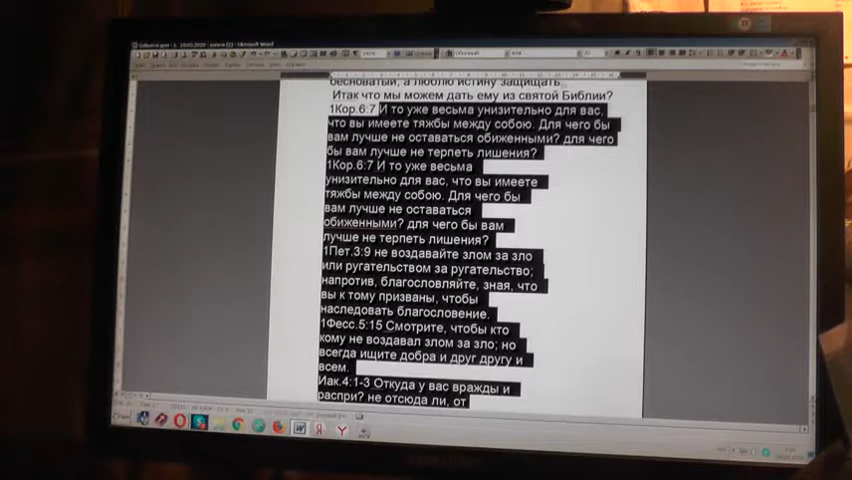 бесноватый, а люблю истину защищать.
Итак что мы можем дать ему из святой Библии?
1Кор.6:7 И то уже весьма унизительно для вас,
что вы имеете тяжбы между собою. Для чего бы
вам лучше не оставаться обиженными? для чего
бы вам лучше не терпеть лишения?
1Кор.6:7 И то уже весьма
унизительно для вас, что вы имеете
тяжбы между собою. Для чего бы
вам лучше не оставаться
обиженными? для чего бы вам
лучше не терпеть лишения?
1Пет.3:9 не воздавайте злом за зло
или ругательством за ругательство;
напротив, благословляйте, зная, что
вы к тому призваны, чтобы
наследовать благословение.
1Фесс.5:15 Смотрите, чтобы кто
кому не воздавал злом за зло; но
всегда ищите добра и друг другу и
всем.
Иак.4:1-3 Откуда у вас вражды и
распри? не отсюда ли, от